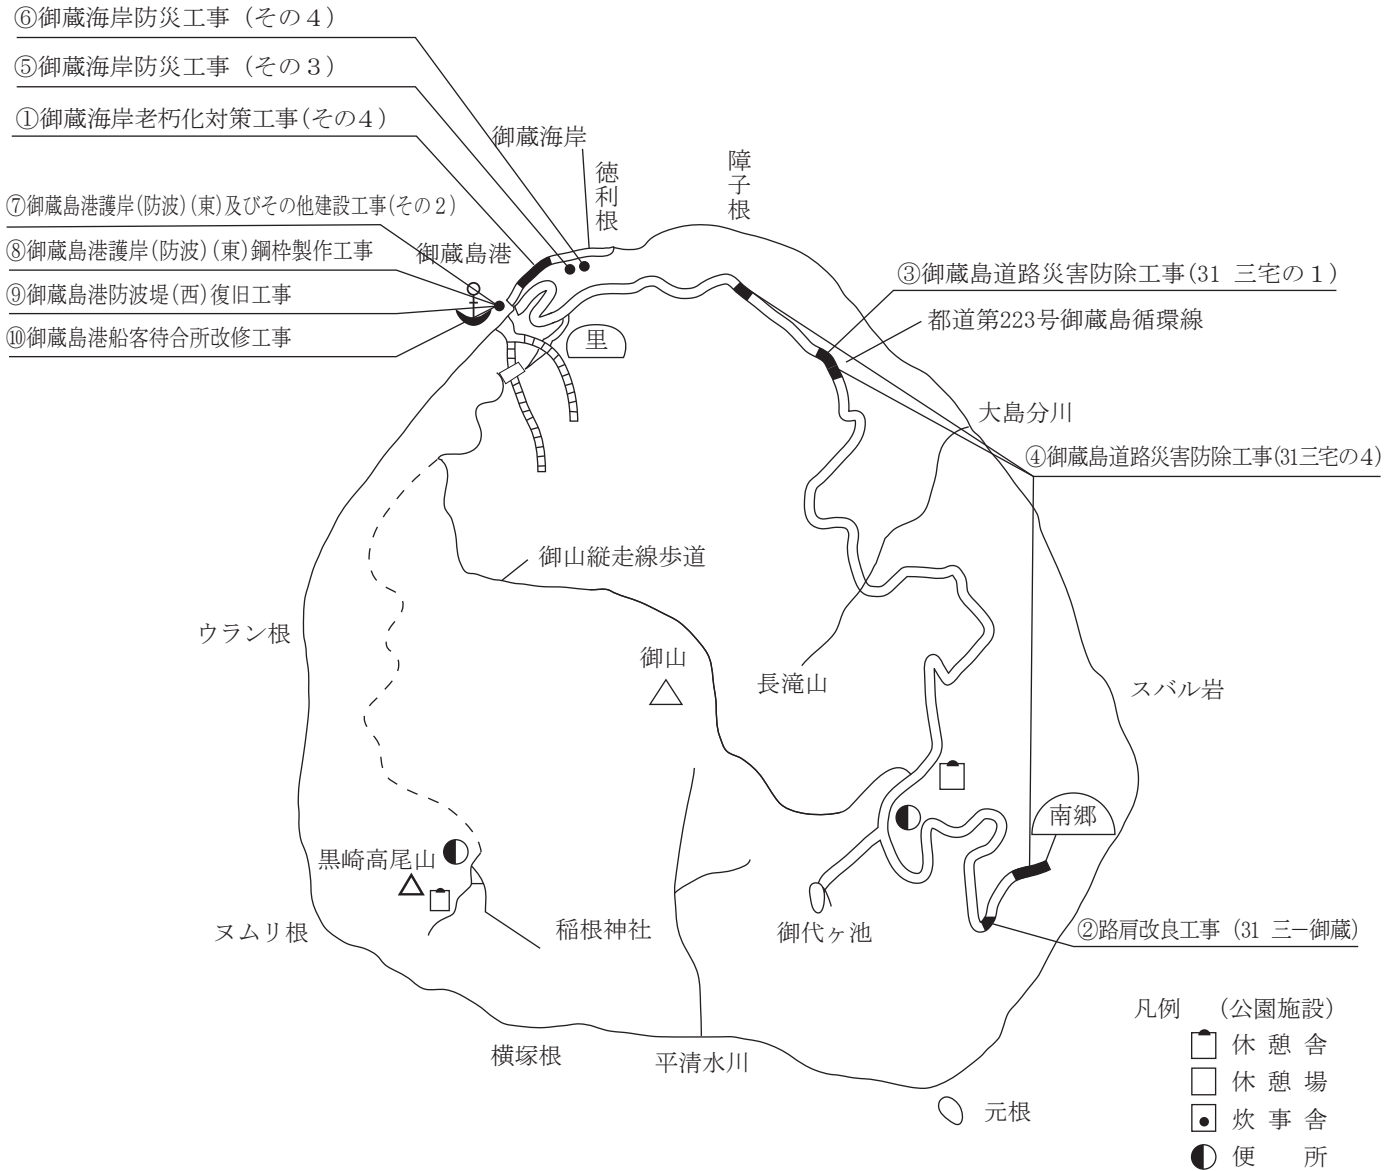 ⑥御蔵海岸防災工事（その４）
⑤御蔵海岸防災工事（その３）
①御蔵海岸老朽化対策工事(その４)
御蔵海岸
徳利根
障子根
⑦御蔵島港護岸(防波)(東)及びその他建設工事(その２)
⑧御蔵島港護岸(防波)(東)鋼枠製作工事
御蔵島港
⑨御蔵島港防波堤(西)復旧工事
⑩御蔵島港船客待合所改修工事
里
③御蔵島道路災害防除工事(31 三宅の１)
都道第223号御蔵島循環線
大島分川
④御蔵島道路災害防除工事(31三宅の４)
御山縦走線歩道
ウラン根
御山
長滝山
スバル岩
南郷
黒崎高尾山
ヌムリ根
稲根神社
御代ヶ池
②路肩改良工事（31 三ー御蔵）
横塚根
平清水川
元根
凡例　（公園施設）
休憩舎
休憩場
炊事舎
便所